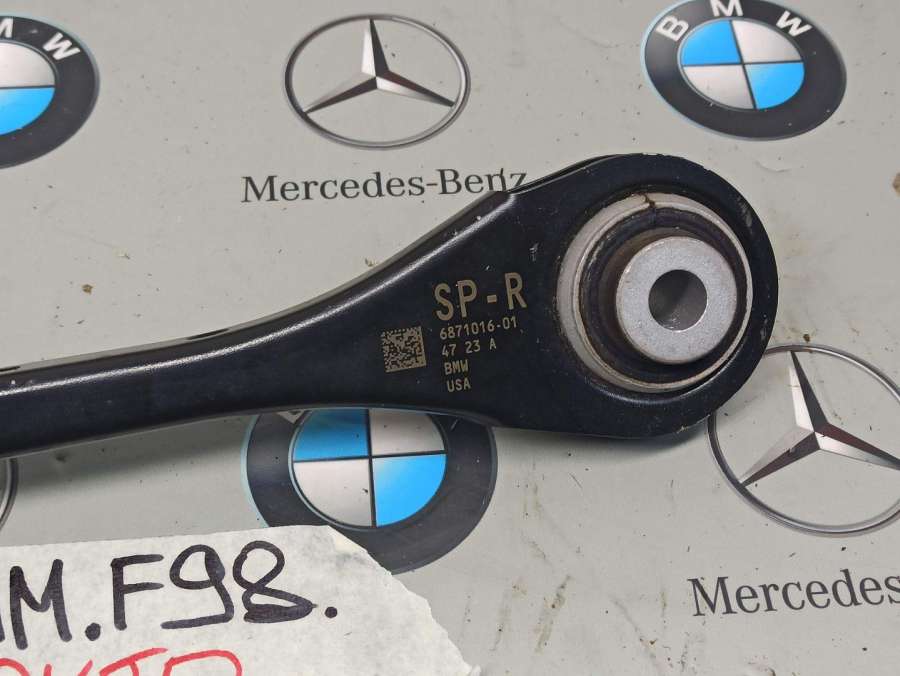 BMW
BMW
Mercedes-Benz
SP-R
6871016-01
47 23 A
BMW
USA
M.F98.
Mercedes